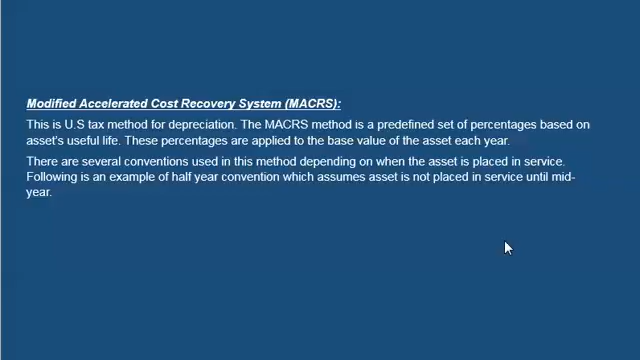 Modified Accelerated Cost Recovery System (MACRS):
This is U.S tax method for depreciation. The MACRS method is a predefined set of percentages based on
asset's useful life. These percentages are applied to the base value of the asset each year.
There are several conventions used in this method depending on when the asset is placed in service.
Following is an example of half year convention which assumes asset is not placed in service until mid-
year.